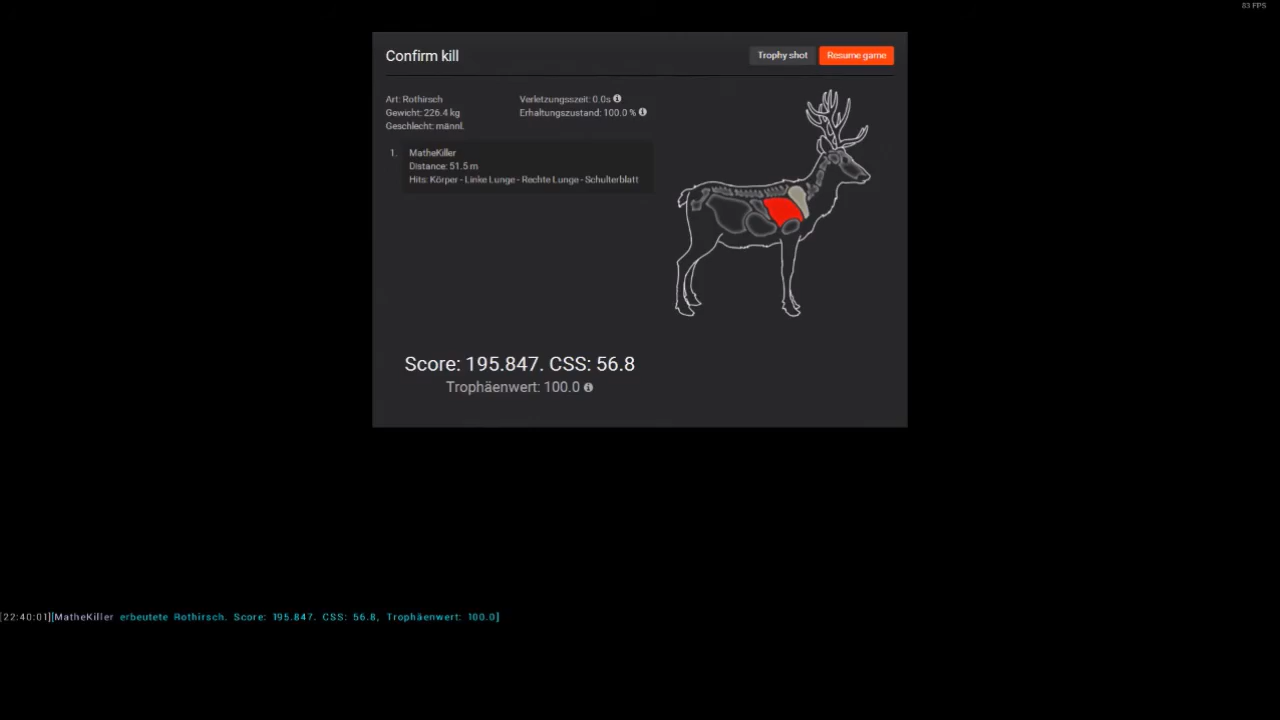 83 FPS
Confirm kill
Trophy shot
Resume game
Art: Rothirsch
Gewicht: 226.4 kg
Geschlecht: männl.
Verletzungsszeit: 0.0s
Erhaltungszustand: 100.0 %
1. MatheKiller
Distance: 51.5 m
Hits: Körper - Linke Lunge - Rechte Lunge - Schulterblatt
Score: 195.847. CSS: 56.8
Trophäenwert: 100.0
[22:40:01][MatheKiller erbeutete Rothirsch. Score: 195.847. CSS: 56.8, Trophäenwert: 100.0]